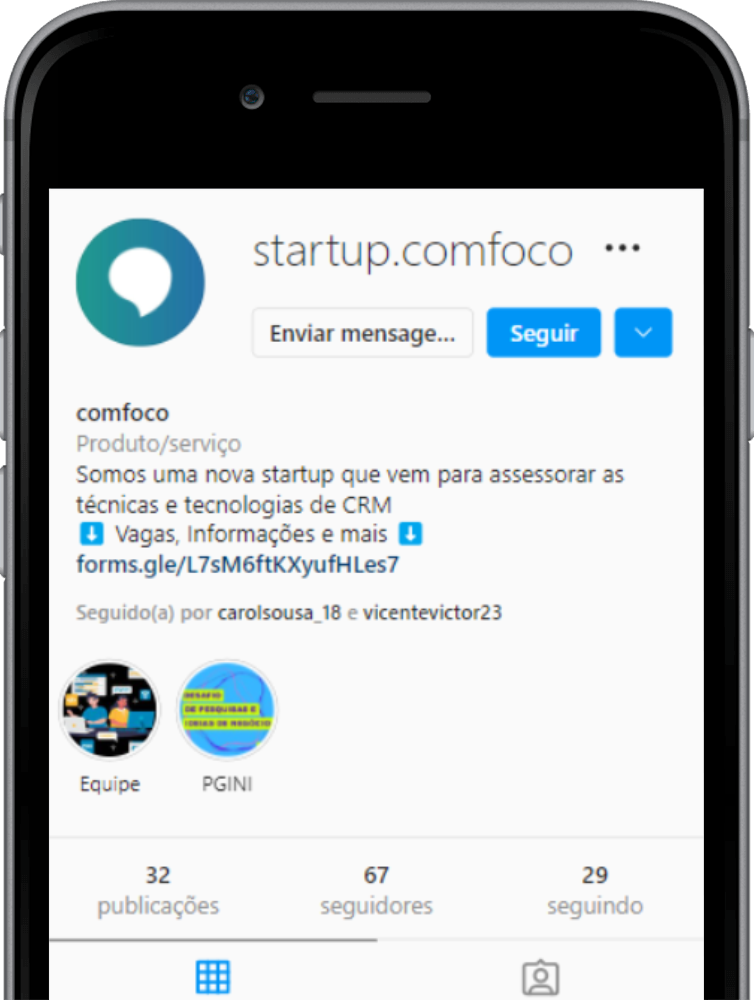 startup.comfoco
Enviar mensage...
Seguir
comfoco
Produto/serviço
Somos uma nova startup que vem para assessorar as
técnicas e tecnologias de CRM
Vagas, Informações e mais
forms.gle/L7sM6ftKXyufHLes7
Seguido(a) por carolsousa_18 e vicentevictor23
DESAFIO
DE PESQUISAS E
IDEIAS DE NEGÓCIO
Equipe
PGINI
32
publicações
67
seguidores
29
seguindo